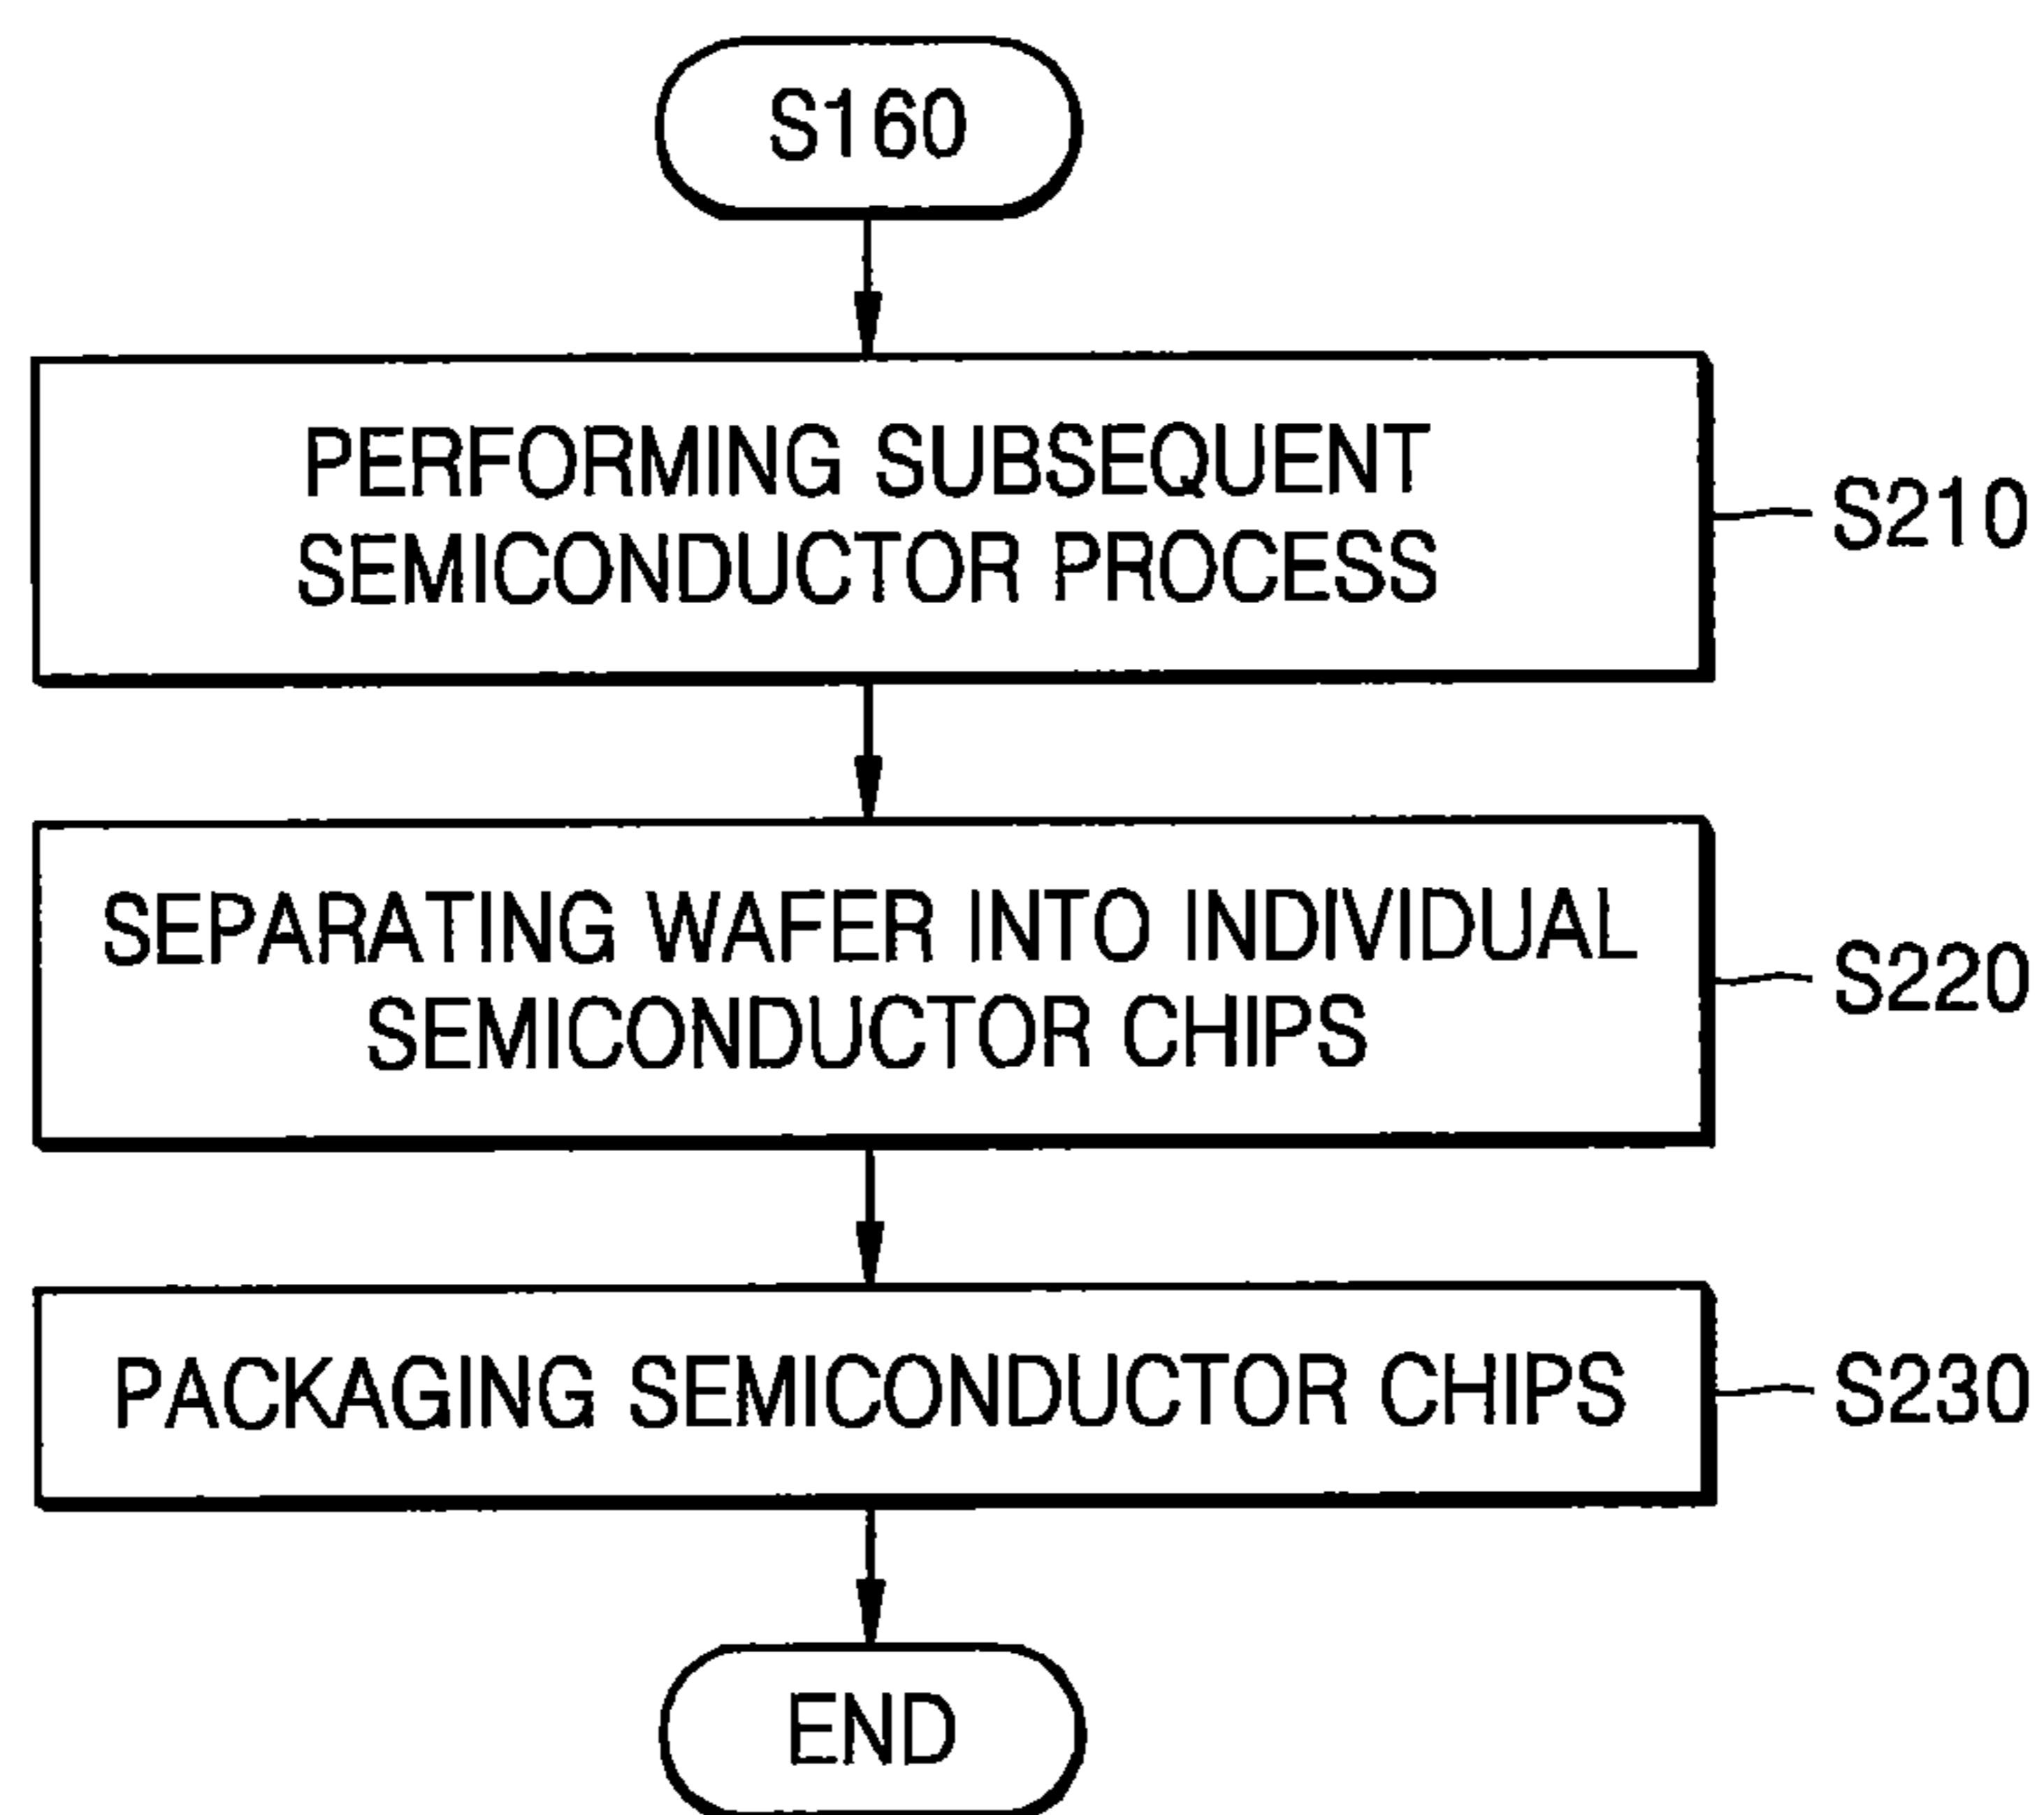 S160
PERFORMING SUBSEQUENT
SEMICONDUCTOR PROCESS
S210
SEPARATING WAFER INTO INDIVIDUAL
SEMICONDUCTOR CHIPS
S220
PACKAGING SEMICONDUCTOR CHIPS
S230
END